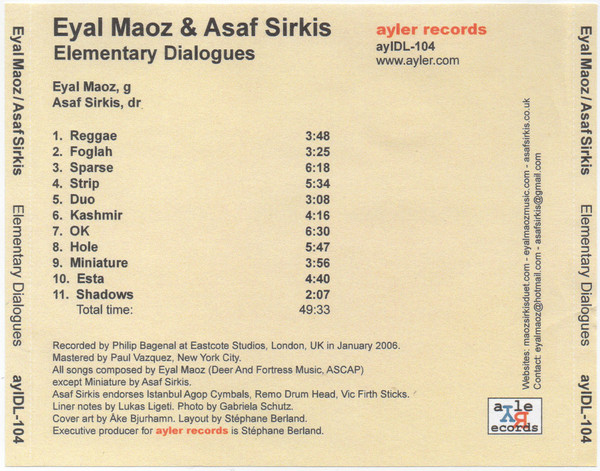 Eyal Maoz & Asaf Sirkis
Elementary Dialogues
ayler records
ayIDL-104
www.ayler.com
Eyal Maoz, g
Asaf Sirkis, dr
1. Reggae 3:48
2. Foglah 3:25
3. Sparse 6:18
4. Strip 5:34
5. Duo 3:08
6. Kashmir 4:16
7. OK 6:30
8. Hole 5:47
9. Miniature 3:56
10. Esta 4:40
11. Shadows 2:07
Total time: 49:33
Recorded by Philip Bagenal at Eastcote Studios, London, UK in January 2006.
Mastered by Paul Vazquez, New York City.
All songs composed by Eyal Maoz (Deer And Fortress Music, ASCAP)
except Miniature by Asaf Sirkis.
Asaf Sirkis endorses Istanbul Agop Cymbals, Remo Drum Head, Vic Firth Sticks.
Liner notes by Lukas Ligeti. Photo by Gabriela Schutz.
Cover art by Åke Bjurhamn. Layout by Stéphane Berland.
Executive producer for ayler records is Stéphane Berland.
Websites: maozsirkisduet.com - eyalmaozmusic.com - asafsirkis.co.uk
Contact: eyalmaoz@hotmail.com - asafsirkis@gmail.com
ayler
records
Eyal Maoz / Asaf Sirkis Elementary Dialogues ayIDL-104
Eyal Maoz / Asaf Sirkis Elementary Dialogues ayIDL-104